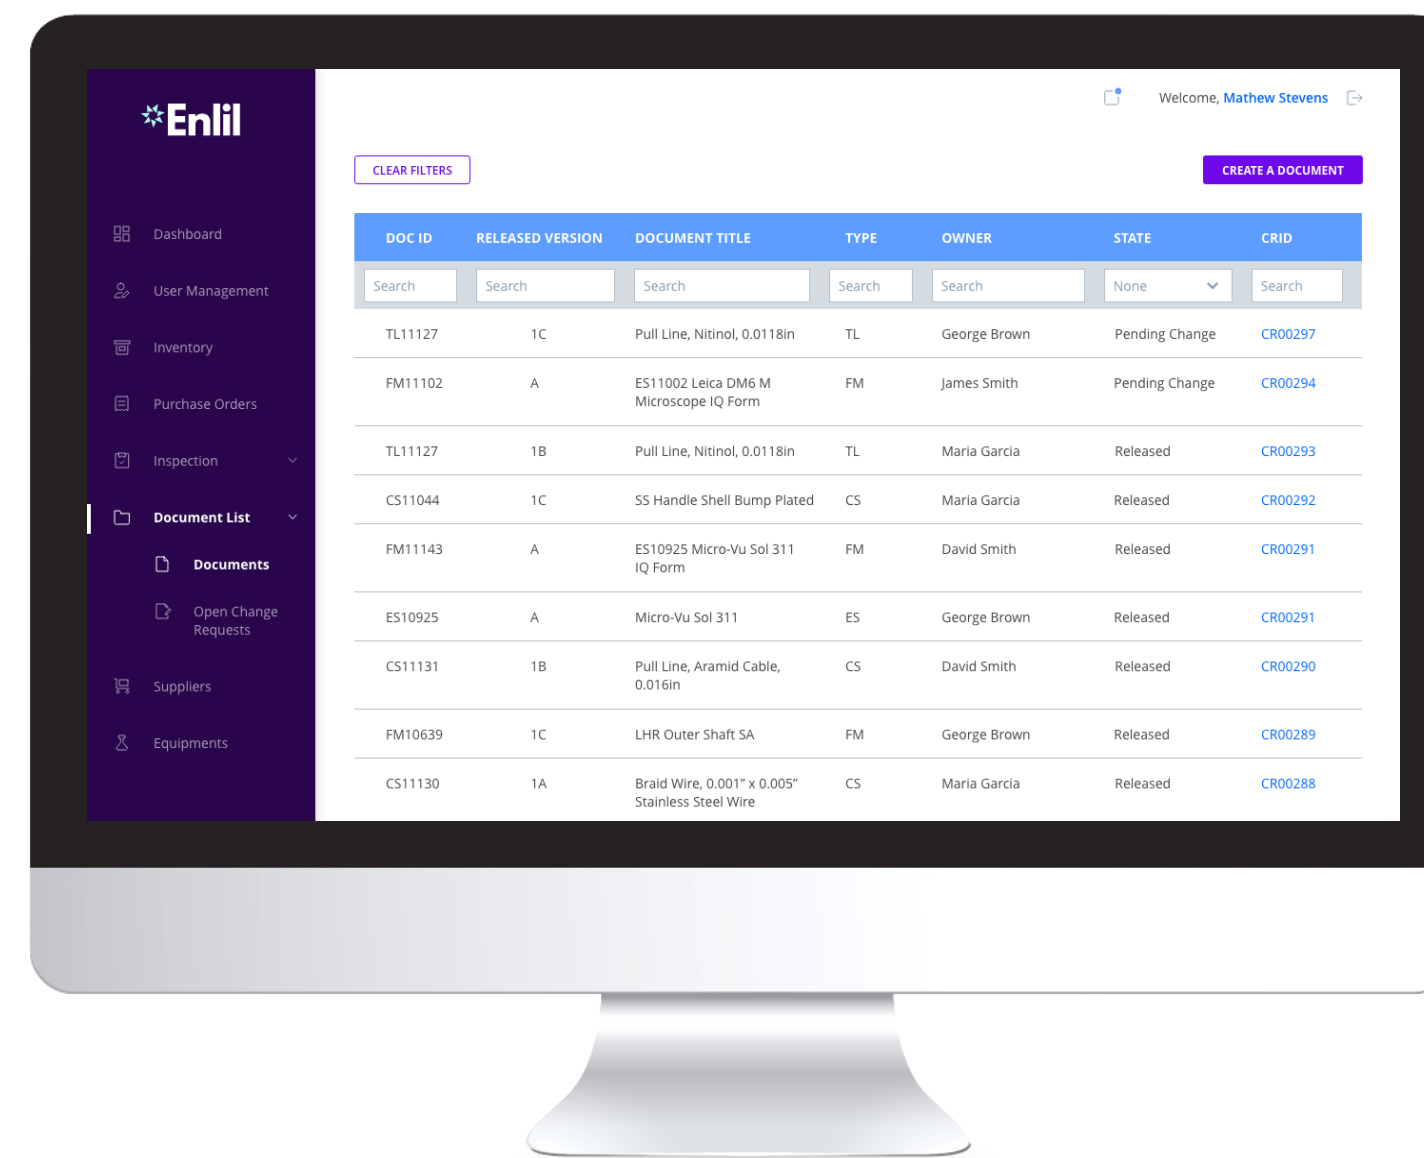 Enlil
Welcome, Mathew Stevens
CLEAR FILTERS
CREATE A DOCUMENT
Dashboard
User Management
Inventory
Purchase Orders
Inspection
Document List
Documents
Open Change
Requests
Suppliers
Equipments
DOC ID RELEASED VERSION DOCUMENT TITLE TYPE OWNER STATE CRID
Search Search Search Search Search None Search
TL11127 1C Pull Line, Nitinol, 0.0118in TL George Brown Pending Change CR00297
FM11102 A ES11002 Leica DM6 M FM James Smith Pending Change CR00294
Microscope IQ Form
TL11127 1B Pull Line, Nitinol, 0.0118in TL Maria Garcia Released CR00293
CS11044 1C SS Handle Shell Bump Plated CS Maria Garcia Released CR00292
FM11143 A ES10925 Micro-Vu Sol 311 FM David Smith Released CR00291
IQ Form
ES10925 A Micro-Vu Sol 311 ES George Brown Released CR00291
CS11131 1B Pull Line, Aramid Cable, CS David Smith Released CR00290
0.016in
FM10639 1C LHR Outer Shaft SA FM George Brown Released CR00289
CS11130 1A Braid Wire, 0.001” x 0.005” CS Maria Garcia Released CR00288
Stainless Steel Wire